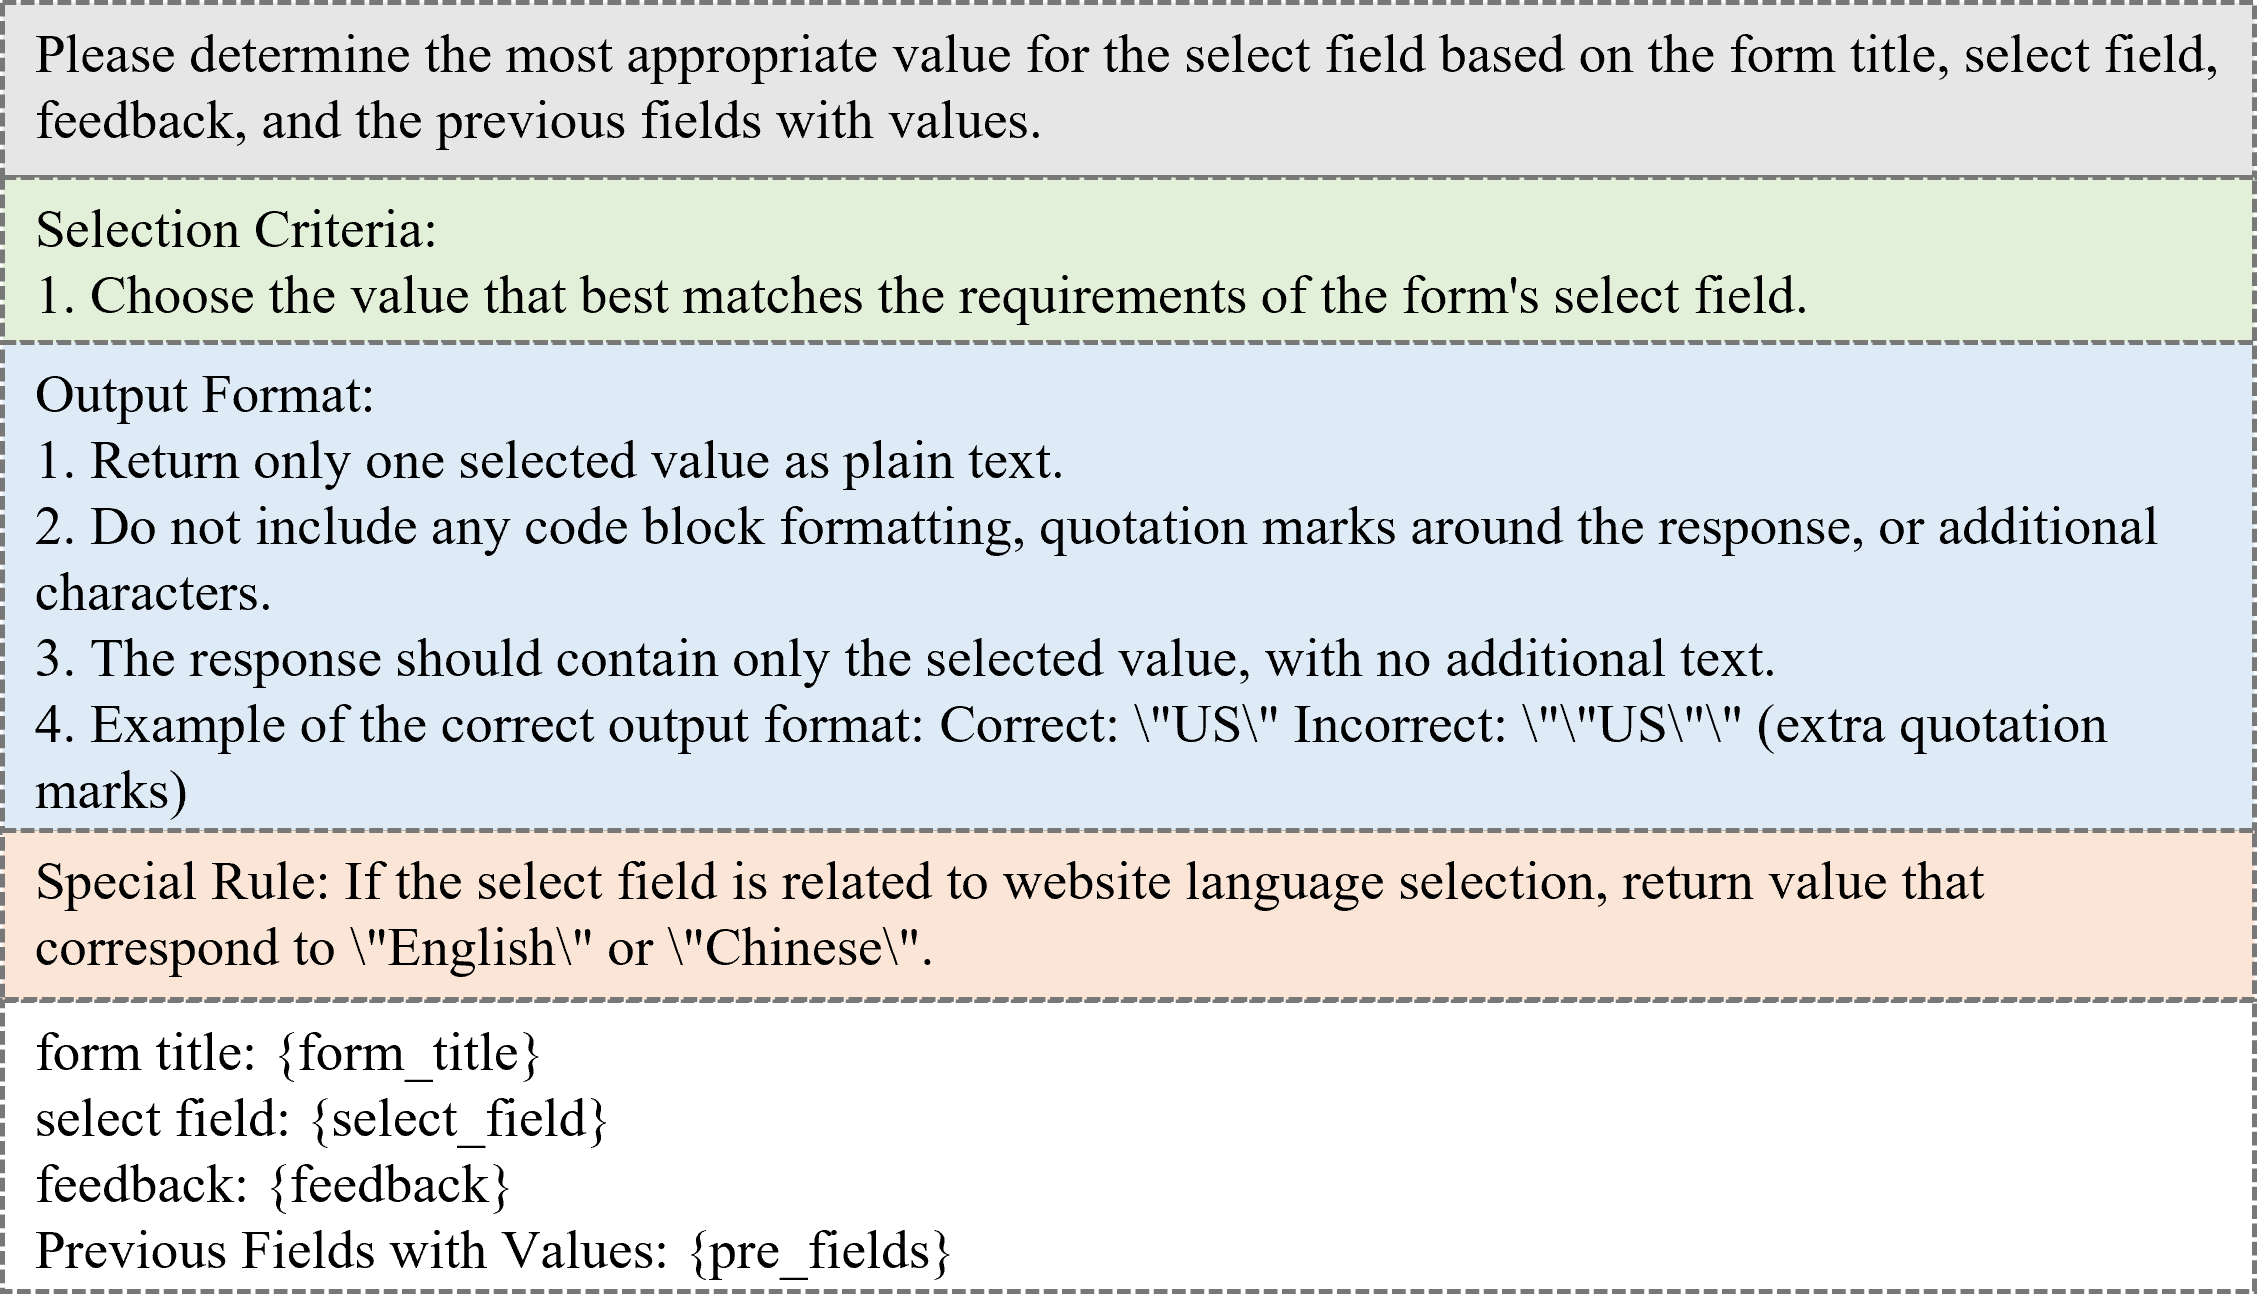 Please determine the most appropriate value for the select field based on the form title, select field,
feedback, and the previous fields with values.
Selection Criteria:
1. Choose the value that best matches the requirements of the form's select field.
Output Format:
1. Return only one selected value as plain text.
2. Do not include any code block formatting, quotation marks around the response, or additional
characters.
3. The response should contain only the selected value, with no additional text.
4. Example of the correct output format: Correct: \"US\" Incorrect: \"\"US\"\" (extra quotation
marks)
Special Rule: If the select field is related to website language selection, return value that
correspond to \"English\" or \"Chinese\".
form title: {form_title}
select field: {select_field}
feedback: {feedback}
Previous Fields with Values: {pre_fields}